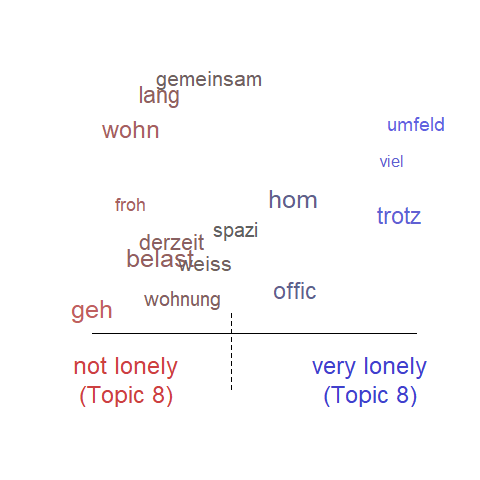 gemeinsam
lang
umfeld
wohn
viel
hom
froh
trotz
spazi
derzeit
belast
weiss
offic
wohnung
geh
not lonely very lonely
(Topic 8) (Topic 8)